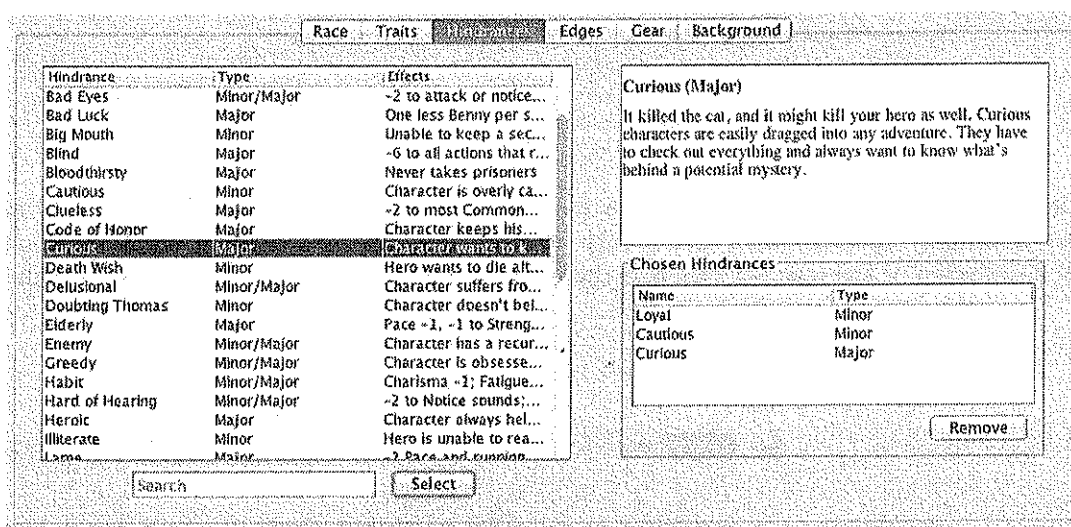 Race Traits Hindrances Edges Gear Background
Hindrance Type Effects
Bad Eyes Minor/Major -2 to attack or notice...
Bad Luck Major One less Benny per s...
Big Mouth Minor Unable to keep a sec...
Blind Major -6 to all actions that r...
Bloodthirsty Major Never takes prisoners
Cautious Minor Character is overly ca...
Clueless Major -2 to most Common...
Code of Honor Major Character keeps his...
Curious Major Character wants to k...
Death Wish Minor Hero wants to die aft...
Delusional Minor/Major Character suffers fro...
Doubting Thomas Minor Character doesn't bel...
Elderly Major Pace -1, -1 to Streng...
Enemy Minor/Major Character has a recur...
Greedy Minor/Major Character is obsesse...
Habit Minor/Major Charisma -1; Fatigue...
Hard of Hearing Minor/Major -2 to Notice sounds;...
Heroic Major Character always hel...
Illiterate Minor Hero is unable to rea...
Lame Major -2 Pace and running...
Search Select
Curious (Major)
It killed the cat, and it might kill your hero as well. Curious
characters are easily dragged into any adventure. They have
to check out everything and always want to know what's
behind a potential mystery.
Chosen Hindrances
Name Type
Loyal Minor
Cautious Minor
Curious Major
Remove